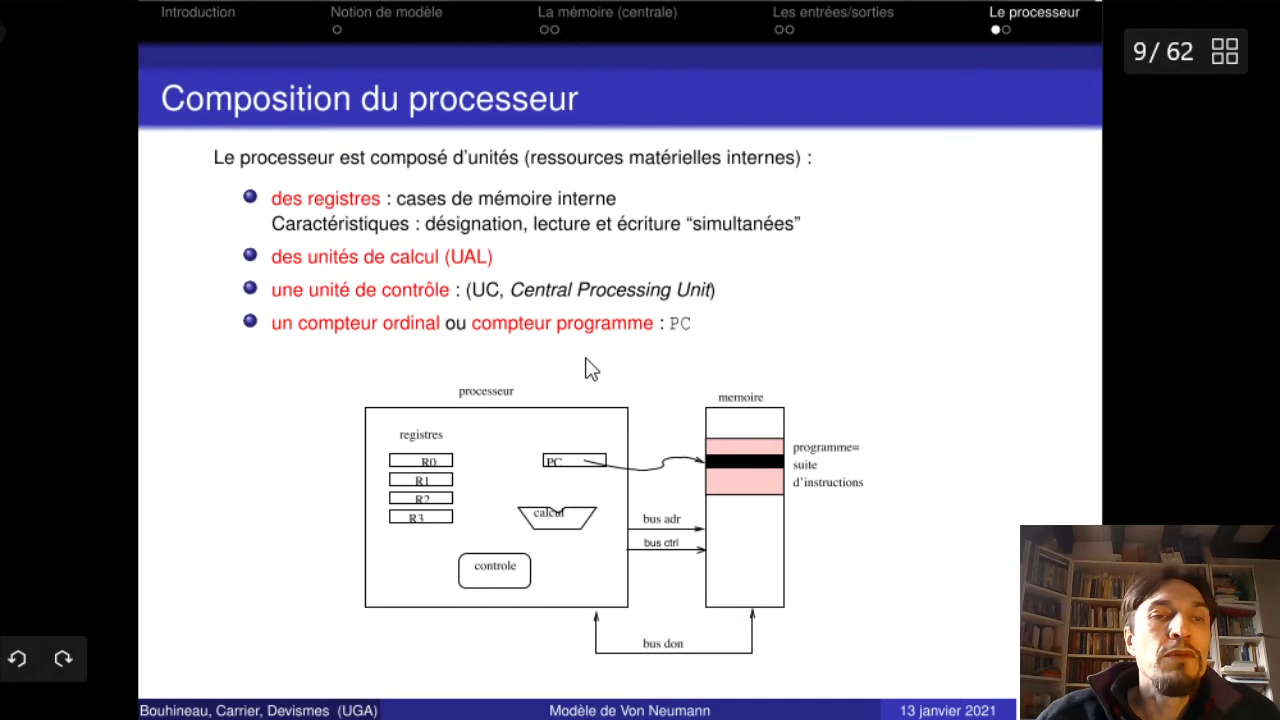 Introduction
Notion de modèle
La mémoire (centrale)
Les entrées/sorties
Le processeur
9/ 62
Composition du processeur
Le processeur est composé d'unités (ressources matérielles internes) :
des registres : cases de mémoire interne
Caractéristiques : désignation, lecture et écriture “simultanées”
des unités de calcul (UAL)
une unité de contrôle : (UC, Central Processing Unit)
un compteur ordinal ou compteur programme : PC
processeur
memoire
registres
R0
R1
R2
R3
PC
calcul
controle
programme=
suite
d'instructions
bus adr
bus ctrl
bus don
Bouhineau, Carrier, Devismes (UGA)
Modèle de Von Neumann
13 janvier 2021